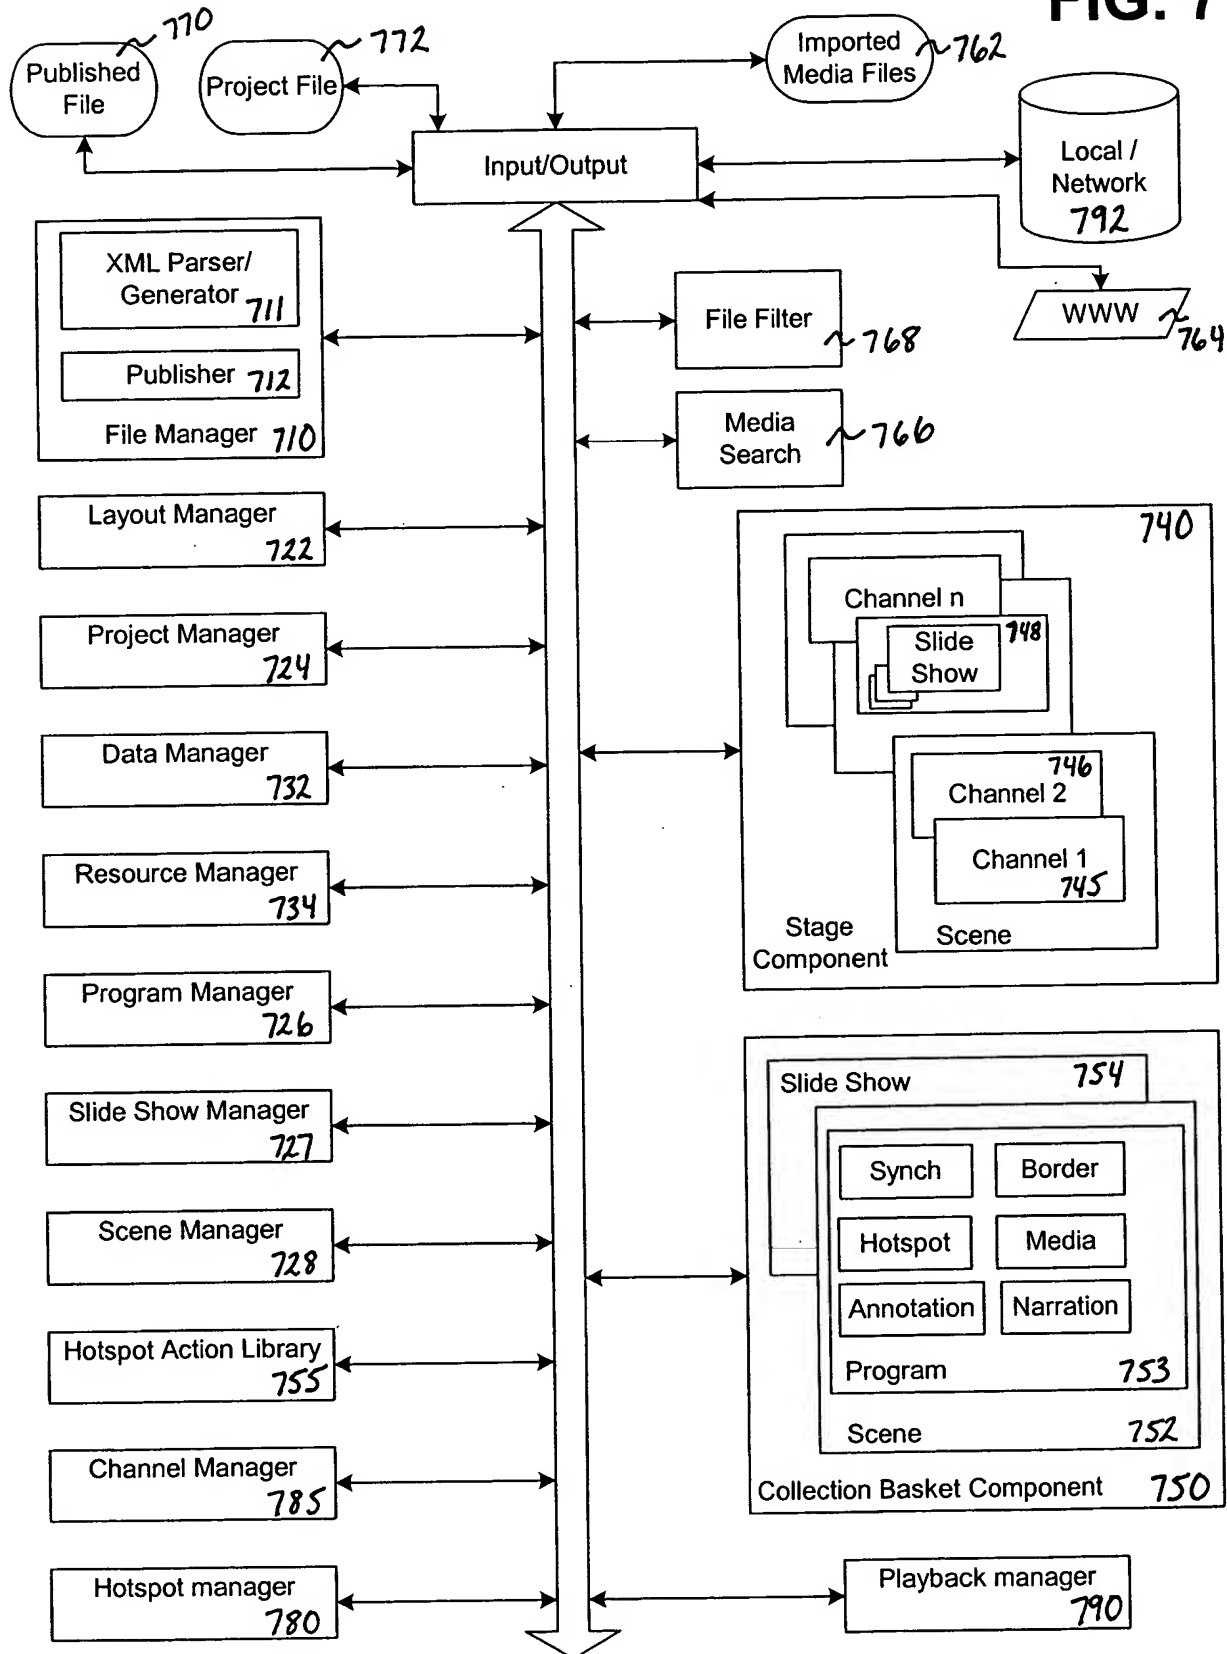 FIG. 7
770
Published
File
772
Project File
Imported
Media Files
762
Input/Output
Local /
Network
792
WWW
764
XML Parser/
Generator
711
Publisher 712
File Manager 710
File Filter
768
Media
Search
766
Layout Manager
722
Project Manager
724
Data Manager
732
Resource Manager
734
Program Manager
726
Slide Show Manager
727
Scene Manager
728
Hotspot Action Library
755
Channel Manager
785
Hotspot manager
780
740
Channel n
748
Slide
Show
746
Channel 2
Channel 1
745
Scene
Stage
Component
Slide Show 754
Synch
Border
Hotspot
Media
Annotation
Narration
Program 753
Scene 752
Collection Basket Component 750
Playback manager
790